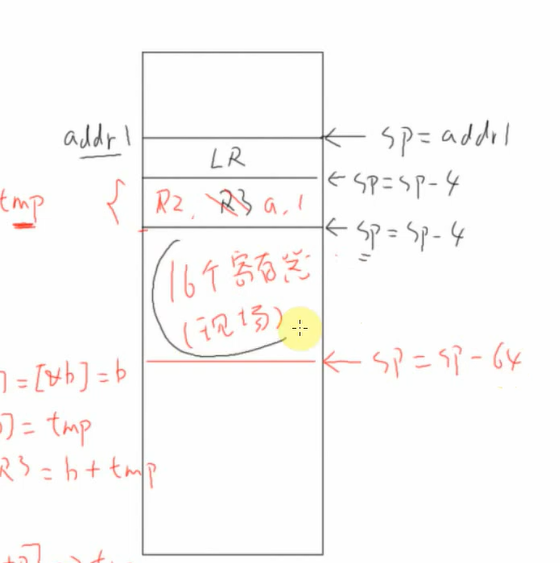 addr1
SP = addr1
LR
SP=SP-4
tmp { R2, R3 a, 1
SP=SP-4
16个寄存器
(现场)
SP = SP - 64
] = [&b] = b
] = tmp
R3 = b + tmp